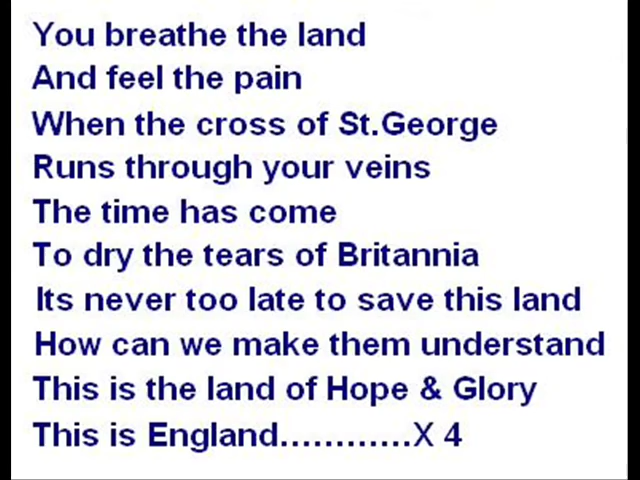 You breathe the land
And feel the pain
When the cross of St.George
Runs through your veins
The time has come
To dry the tears of Britannia
Its never too late to save this land
How can we make them understand
This is the land of Hope & Glory
This is England............X 4